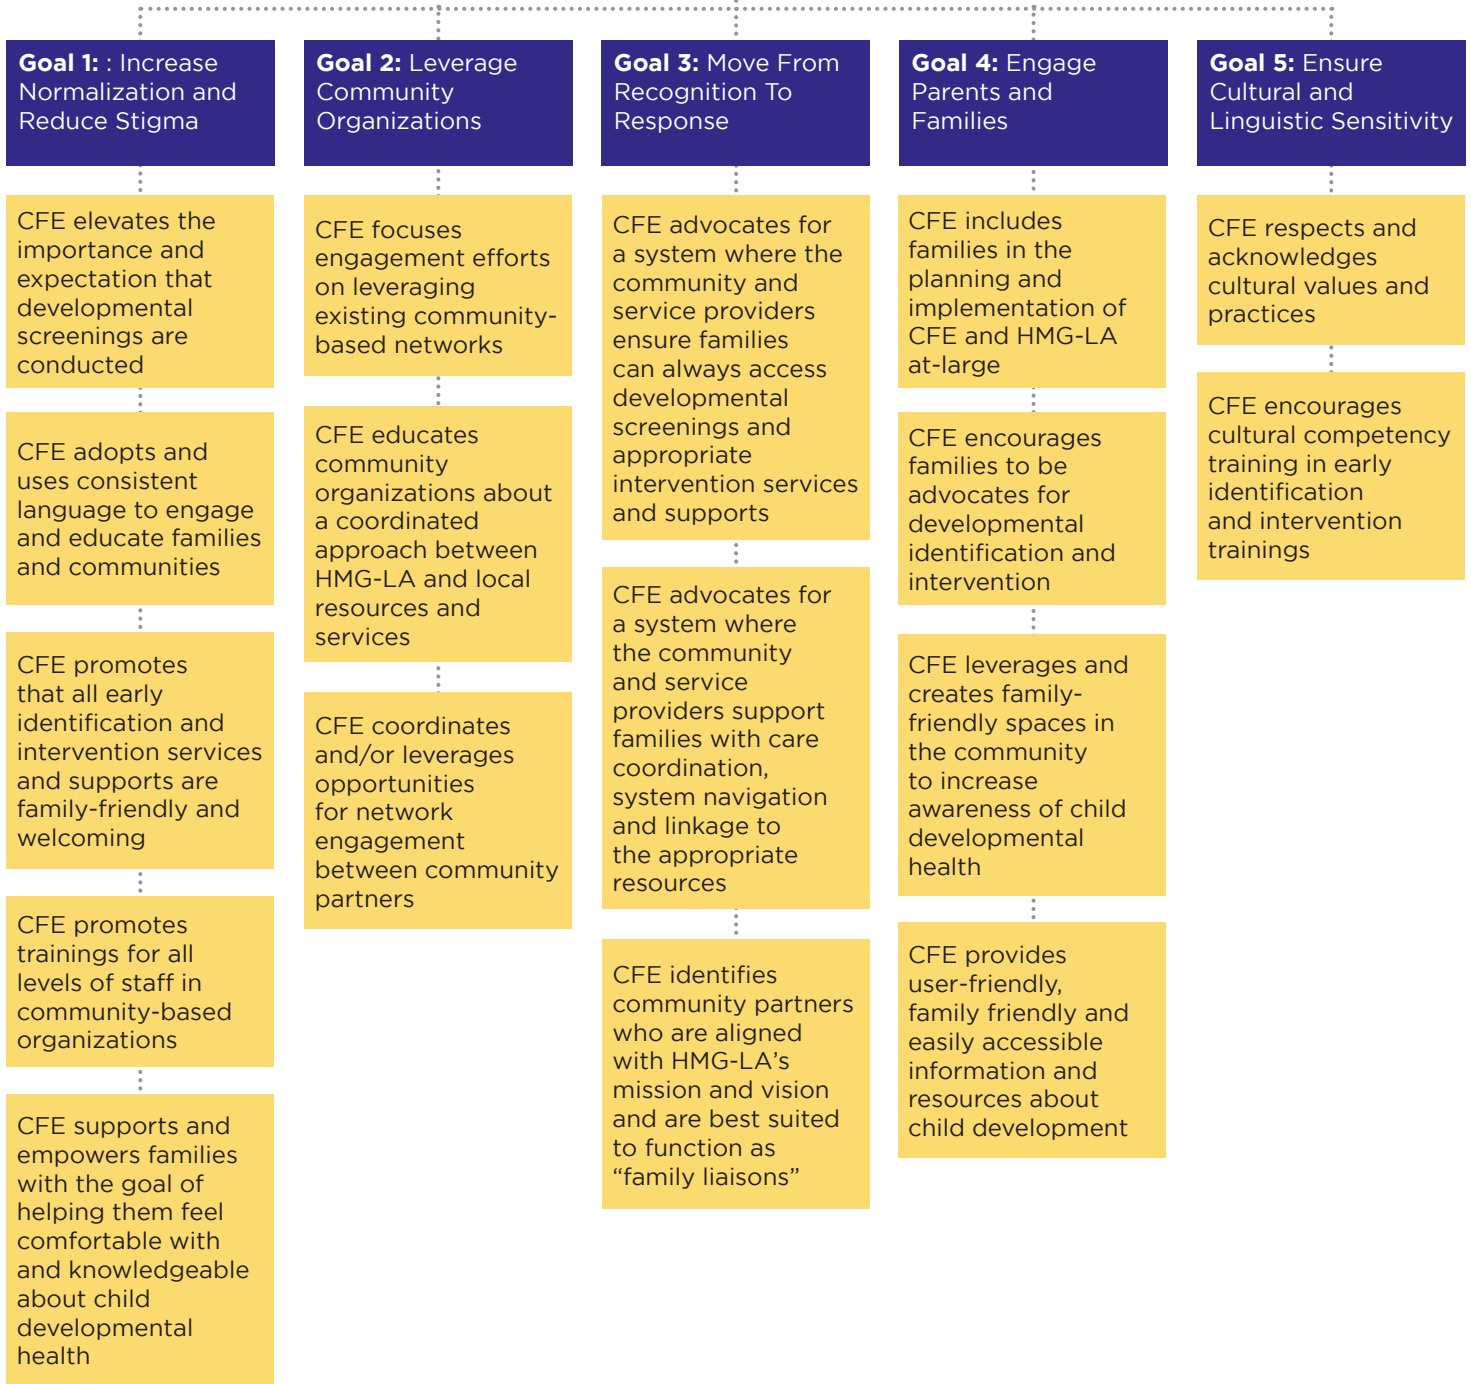 Goal 1: : Increase
Normalization and
Reduce Stigma
CFE elevates the
importance and
expectation that
developmental
screenings are
conducted
CFE adopts and
uses consistent
language to engage
and educate families
and communities
CFE promotes
that all early
identification and
intervention services
and supports are
family-friendly and
welcoming
CFE promotes
trainings for all
levels of staff in
community-based
organizations
CFE supports and
empowers families
with the goal of
helping them feel
comfortable with
and knowledgeable
about child
developmental
health
Goal 2: Leverage
Community
Organizations
CFE focuses
engagement efforts
on leveraging
existing community-
based networks
CFE educates
community
organizations about
a coordinated
approach between
HMG-LA and local
resources and
services
CFE coordinates
and/or leverages
opportunities
for network
engagement
between community
partners
Goal 3: Move From
Recognition To
Response
CFE advocates for
a system where the
community and
service providers
ensure families
can always access
developmental
screenings and
appropriate
intervention services
and supports
CFE advocates for
a system where
the community
and service
providers support
families with care
coordination,
system navigation
and linkage to
the appropriate
resources
CFE identifies
community partners
who are aligned
with HMG-LA’s
mission and vision
and are best suited
to function as
“family liaisons”
Goal 4: Engage
Parents and
Families
CFE includes
families in the
planning and
implementation of
CFE and HMG-LA
at-large
CFE encourages
families to be
advocates for
developmental
identification and
intervention
CFE leverages and
creates family-
friendly spaces in
the community
to increase
awareness of child
developmental
health
CFE provides
user-friendly,
family friendly and
easily accessible
information and
resources about
child development
Goal 5: Ensure
Cultural and
Linguistic Sensitivity
CFE respects and
acknowledges
cultural values and
practices
CFE encourages
cultural competency
training in early
identification
and intervention
trainings